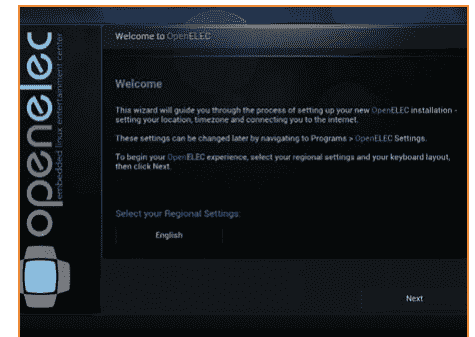 openelec
embedded linux entertainment center
Welcome to OpenELEC
Welcome
This wizard will guide you through the process of setting up your new OpenELEC installation -
setting your location, timezone and connecting you to the internet.
These settings can be changed later by navigating to Programs > OpenELEC Settings.
To begin your OpenELEC experience, select your regional settings and your keyboard layout,
then click Next.
Select your Regional Settings:
English
Next